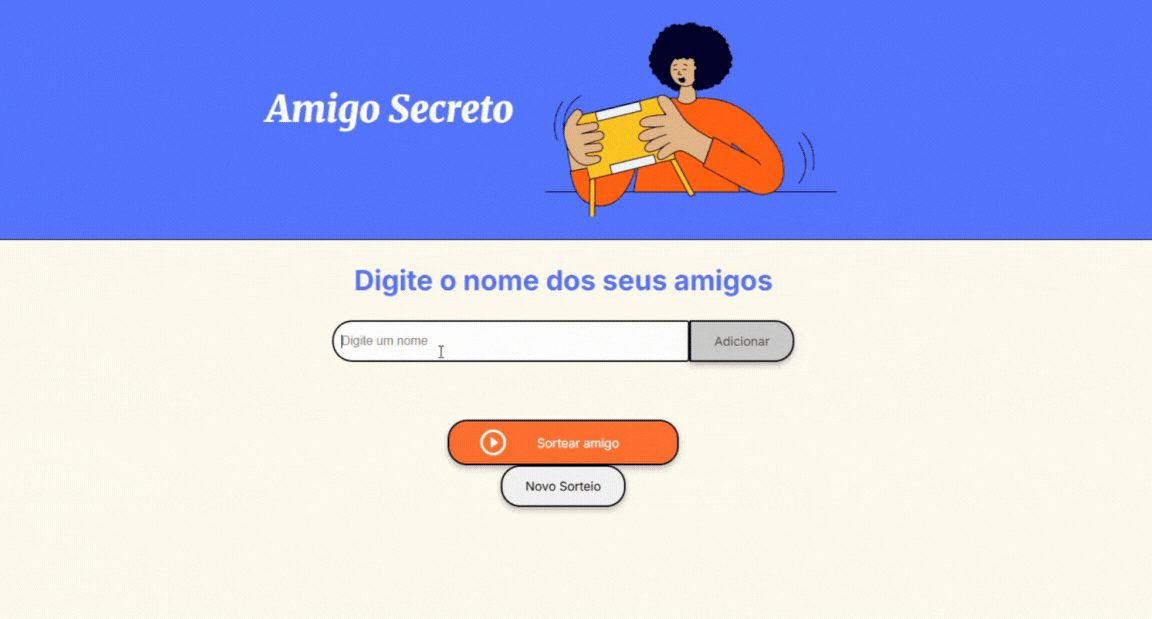 Amigo Secreto
Digite o nome dos seus amigos
Digite um nome
Adicionar
Sortear amigo
Novo Sorteio